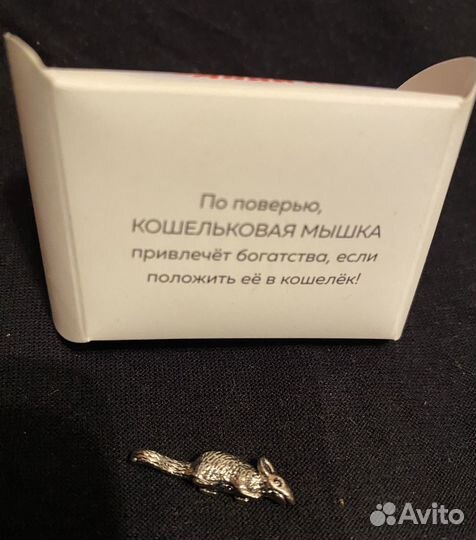 По поверью,
КОШЕЛЬКОВАЯ МЫШКА
привлечёт богатства, если
положить её в кошелёк!
Avito